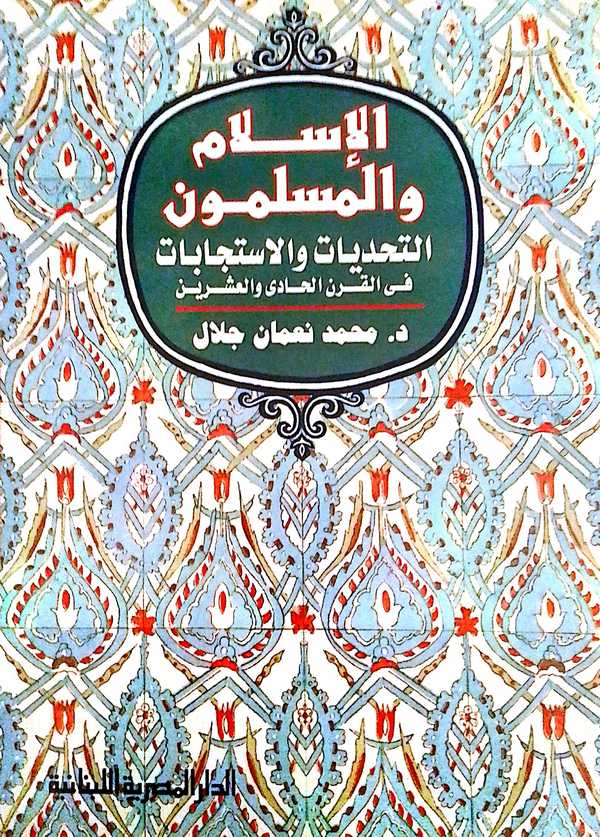 الإسلام
والمسلمون
التحديات والاستجابات
فى القرن الحادى والعشرين
د. محمد نعمان جلال
الدار المصرية اللبنانية